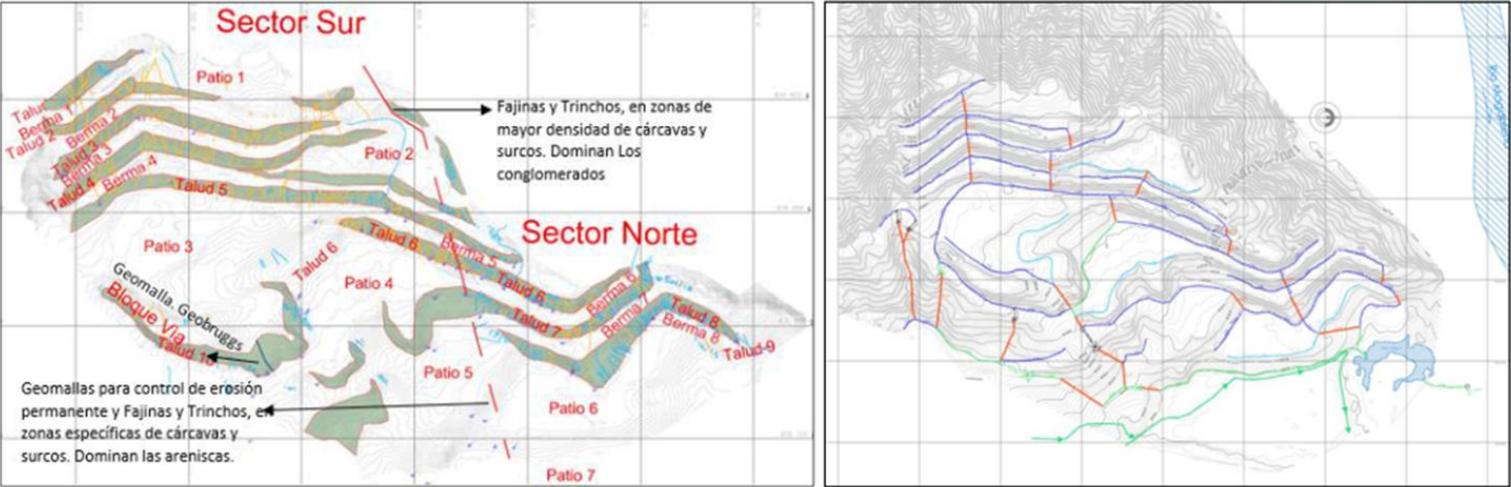 Sector Sur
Patio 1
Talud
Berma 1
Talud 2
Berma 2
Talud 3
Berma 3
Talud 4
Berma 4
Talud 5
Patio 2
Fajinas y Trinchos, en zonas de
mayor densidad de cárcavas y
surcos. Dominan Los
conglomerados
Sector Norte
Patio 3
Talud 6
Talud 6
Berma 5
Patio 4
Talud 6
Berma 6
Talud 7
Berma 7
Talud 8
Berma 8
Talud 9
Geomalla. Geobruggs
Bloque Via
Talud 10
Patio 5
Patio 6
Patio 7
Geomallas para control de erosión
permanente y Fajinas y Trinchos, en
zonas específicas de cárcavas y
surcos. Dominan las areniscas.